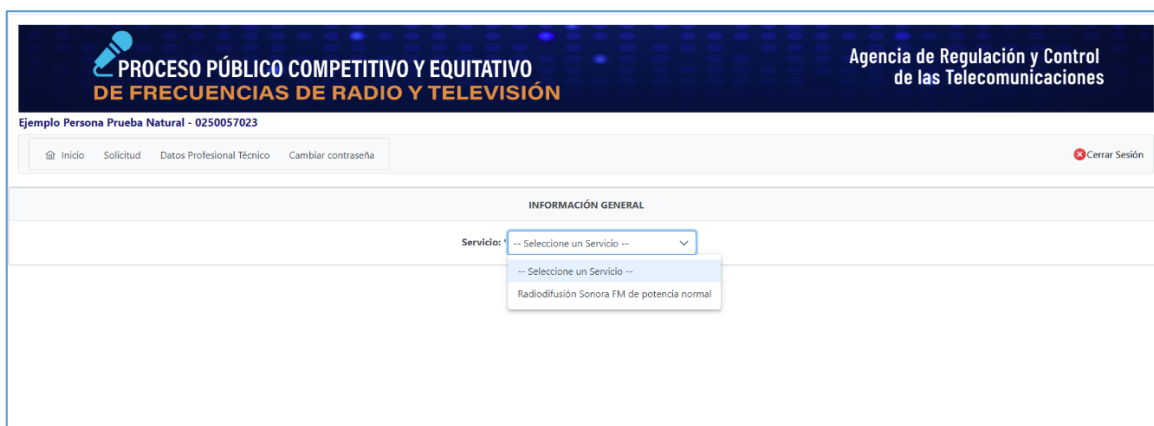 PROCESO PÚBLICO COMPETITIVO Y EQUITATIVO
DE FRECUENCIAS DE RADIO Y TELEVISIÓN
Agencia de Regulación y Control
de las Telecomunicaciones
Ejemplo Persona Prueba Natural - 0250057023
Inicio Solicitud Datos Profesional Técnico Cambiar contraseña Cerrar Sesión
INFORMACIÓN GENERAL
Servicio: * -- Seleccione un Servicio --
-- Seleccione un Servicio --
Radiodifusión Sonora FM de potencia normal